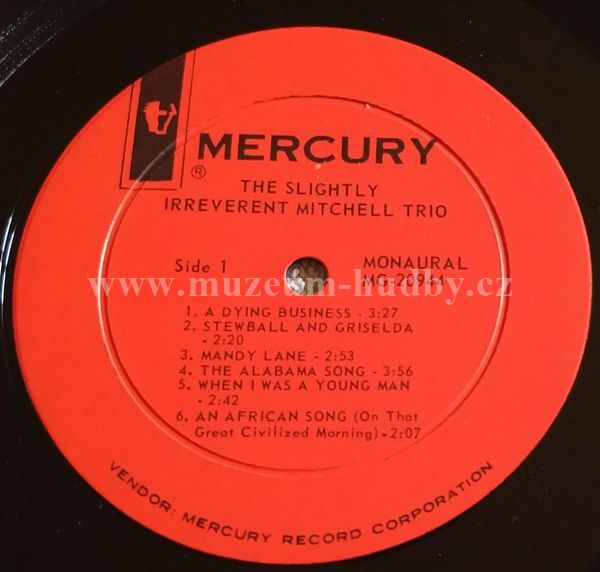 MERCURY
®
THE SLIGHTLY
IRREVERENT MITCHELL TRIO
Side 1
MONAURAL
MG-20944
www.muzeum-hudby.cz
1. A DYING BUSINESS - 3:27
2. STEWBALL AND GRISELDA
- 2:20
3. MANDY LANE - 2:53
4. THE ALABAMA SONG - 3:56
5. WHEN I WAS A YOUNG MAN
- 2:42
6. AN AFRICAN SONG (On That
Great Civilized Morning) - 2:07
VENDOR: MERCURY RECORD CORPORATION